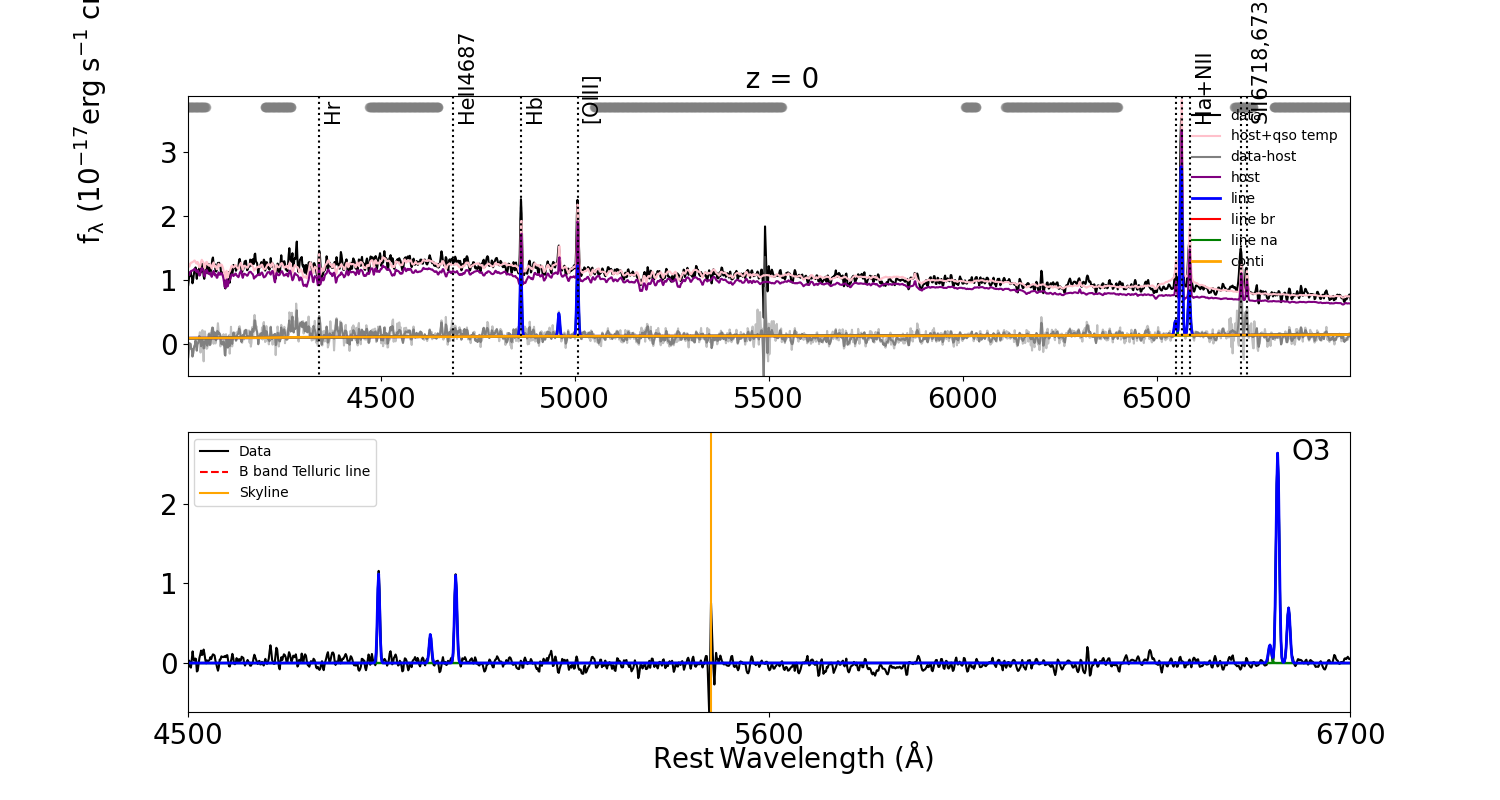 z = 0
f_λ (10^−17 erg s^−1
Hr
HeII4687
Hb
[OIII]
Ha+NII
SII6718,673
data
host+qso temp
data-host
host
line
line br
line na
conti
3
2
1
0
4500 5000 5500 6000 6500
Data
B band Telluric line
Skyline
O3
2
1
0
4500 5600 6700
Rest Wavelength (Å)